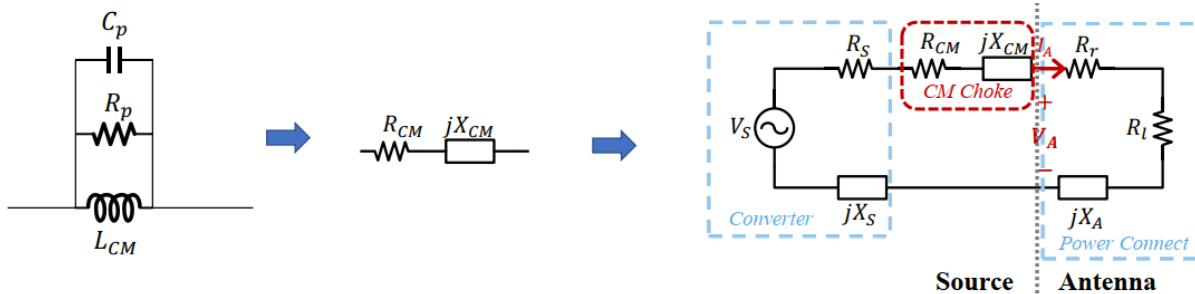 C_p
R_p
L_CM
R_CM
jX_CM
R_S
R_CM
jX_CM
I_A
R_r
CM Choke
V_S
+
V_A
−
R_l
jX_S
jX_A
Converter
Power Connect
Source
Antenna